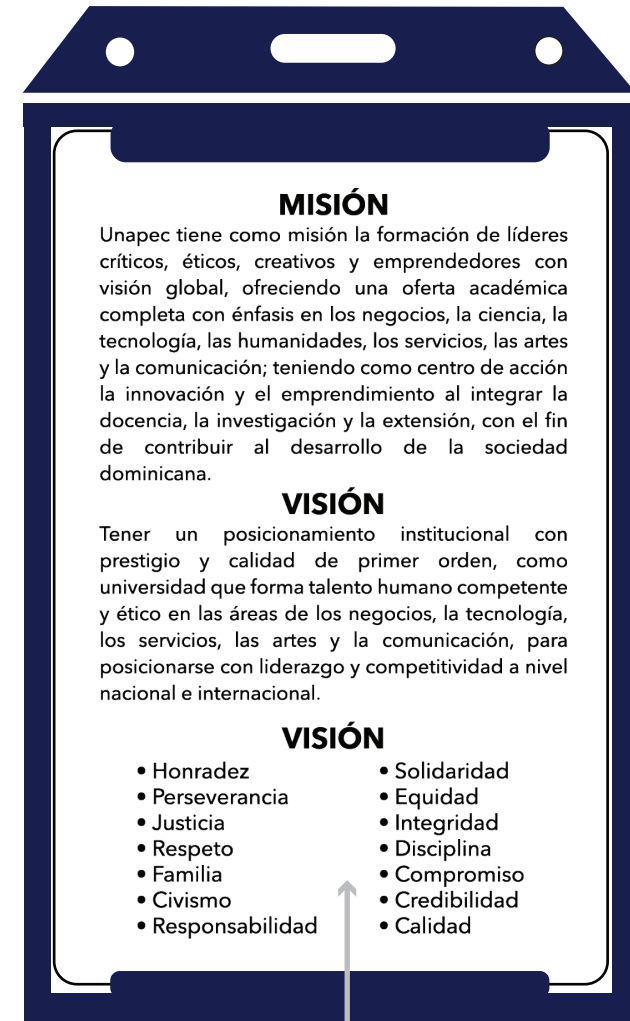 MISIÓN
Unapec tiene como misión la formación de líderes
críticos, éticos, creativos y emprendedores con
visión global, ofreciendo una oferta académica
completa con énfasis en los negocios, la ciencia, la
tecnología, las humanidades, los servicios, las artes
y la comunicación; teniendo como centro de acción
la innovación y el emprendimiento al integrar la
docencia, la investigación y la extensión, con el fin
de contribuir al desarrollo de la sociedad
dominicana.
VISIÓN
Tener un posicionamiento institucional con
prestigio y calidad de primer orden, como
universidad que forma talento humano competente
y ético en las áreas de los negocios, la tecnología,
los servicios, las artes y la comunicación, para
posicionarse con liderazgo y competitividad a nivel
nacional e internacional.
VISIÓN
• Honradez
• Perseverancia
• Justicia
• Respeto
• Familia
• Civismo
• Responsabilidad
• Solidaridad
• Equidad
• Integridad
• Disciplina
• Compromiso
• Credibilidad
• Calidad